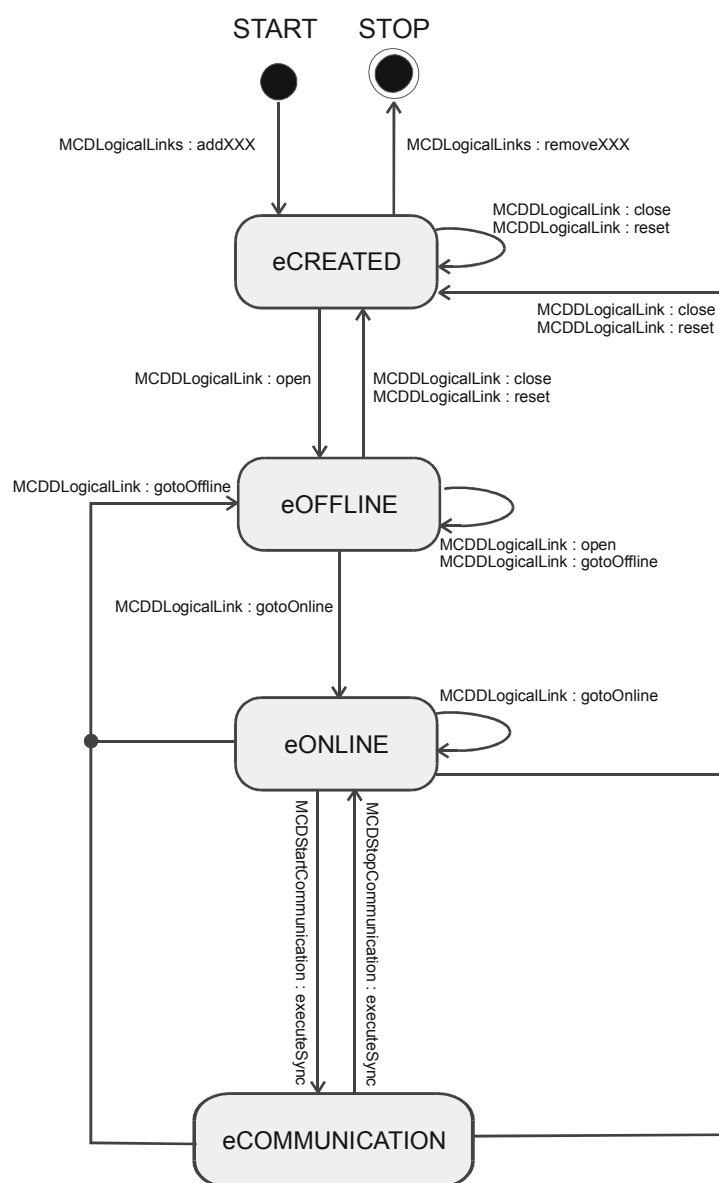 START
STOP
MCDLogicalLinks : addXXX
MCDLogicalLinks : removeXXX
MCDDLogicalLink : close
MCDDLogicalLink : reset
eCREATED
MCDDLogicalLink : close
MCDDLogicalLink : reset
MCDDLogicalLink : open
MCDDLogicalLink : close
MCDDLogicalLink : reset
MCDDLogicalLink : gotoOffline
eOFFLINE
MCDDLogicalLink : open
MCDDLogicalLink : gotoOffline
MCDDLogicalLink : gotoOnline
MCDDLogicalLink : gotoOnline
eONLINE
MCDStartCommunication : executeSync
MCDStopCommunication : executeSync
eCOMMUNICATION